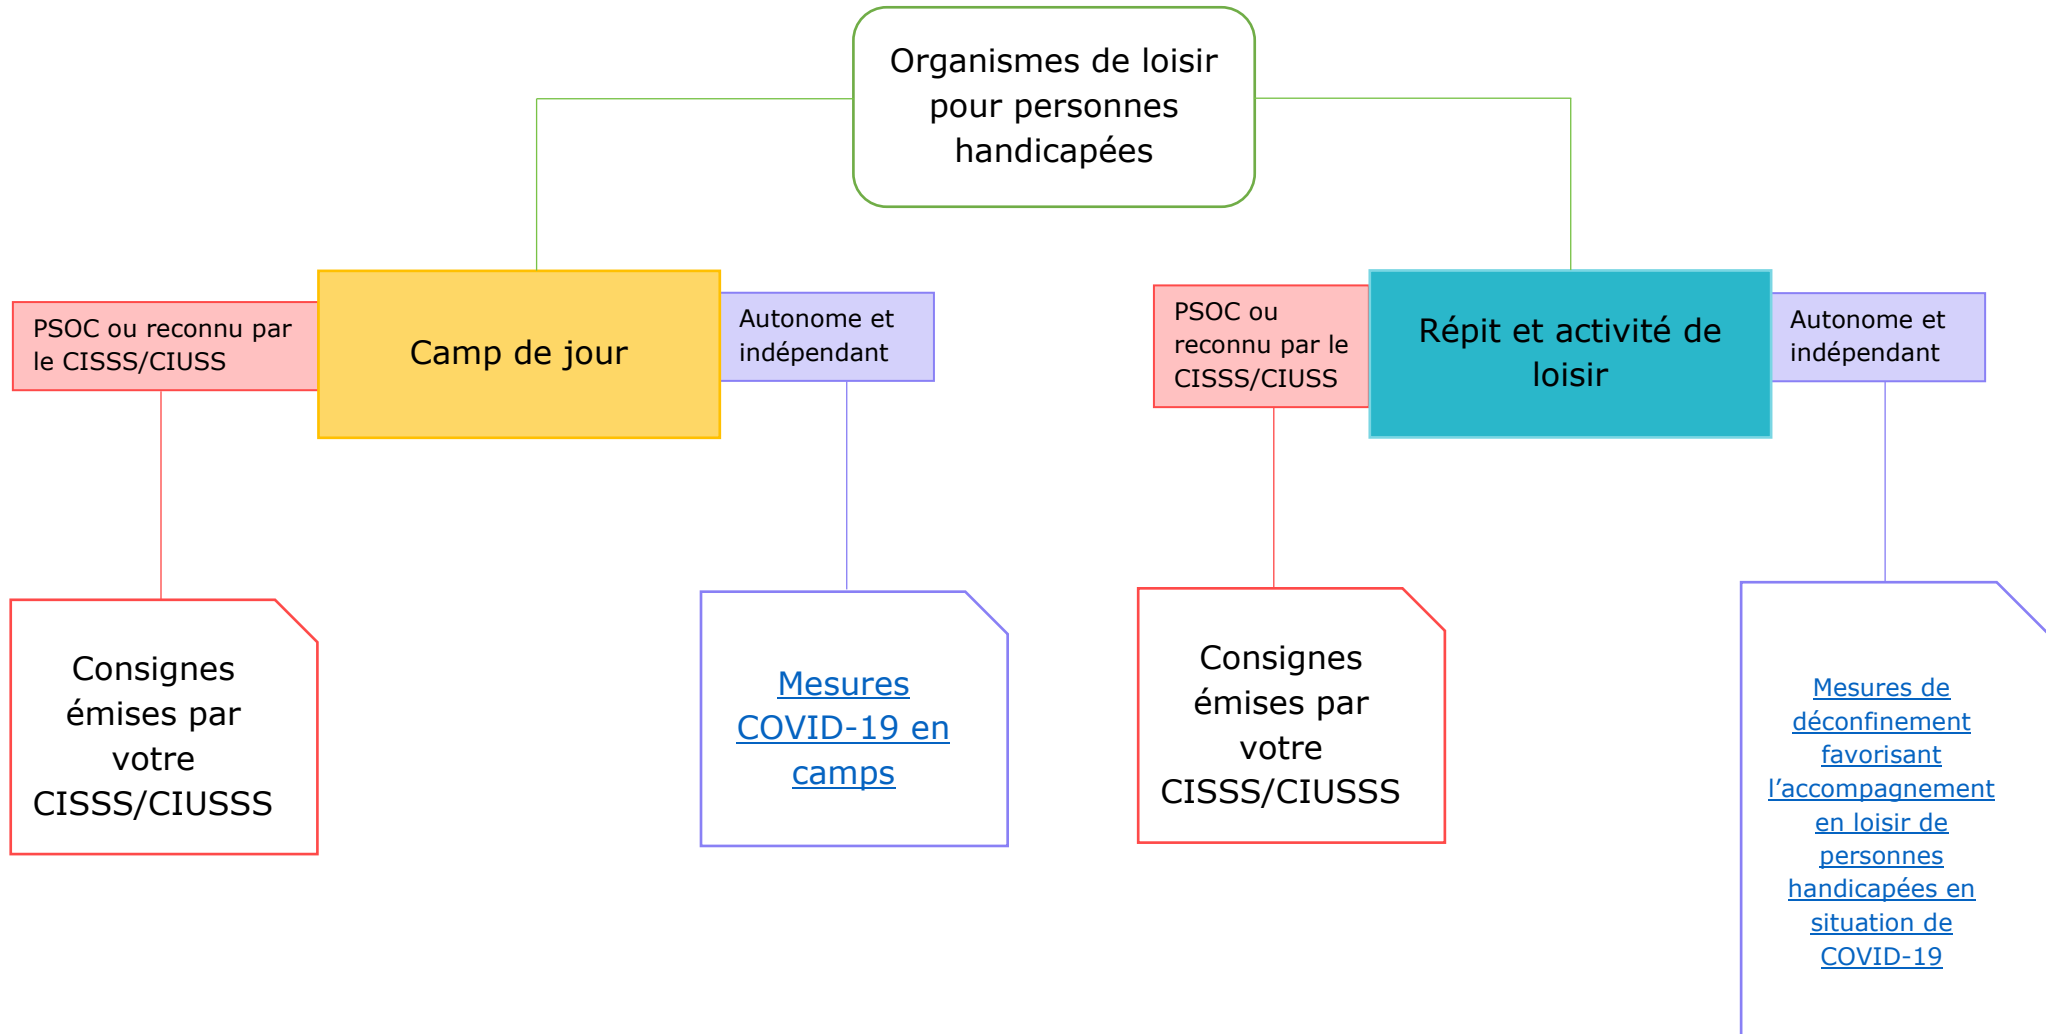 Organismes de loisir
pour personnes
handicapées
PSOC ou reconnu par
le CISSS/CIUSS
Camp de jour
Autonome et
indépendant
PSOC ou
reconnu par le
CISSS/CIUSS
Répit et activité de
loisir
Autonome et
indépendant
Consignes
émises par
votre
CISSS/CIUSSS
Mesures
COVID-19 en
camps
Consignes
émises par
votre
CISSS/CIUSSS
Mesures de
déconfinement
favorisant
l’accompagnement
en loisir de
personnes
handicapées en
situation de
COVID-19